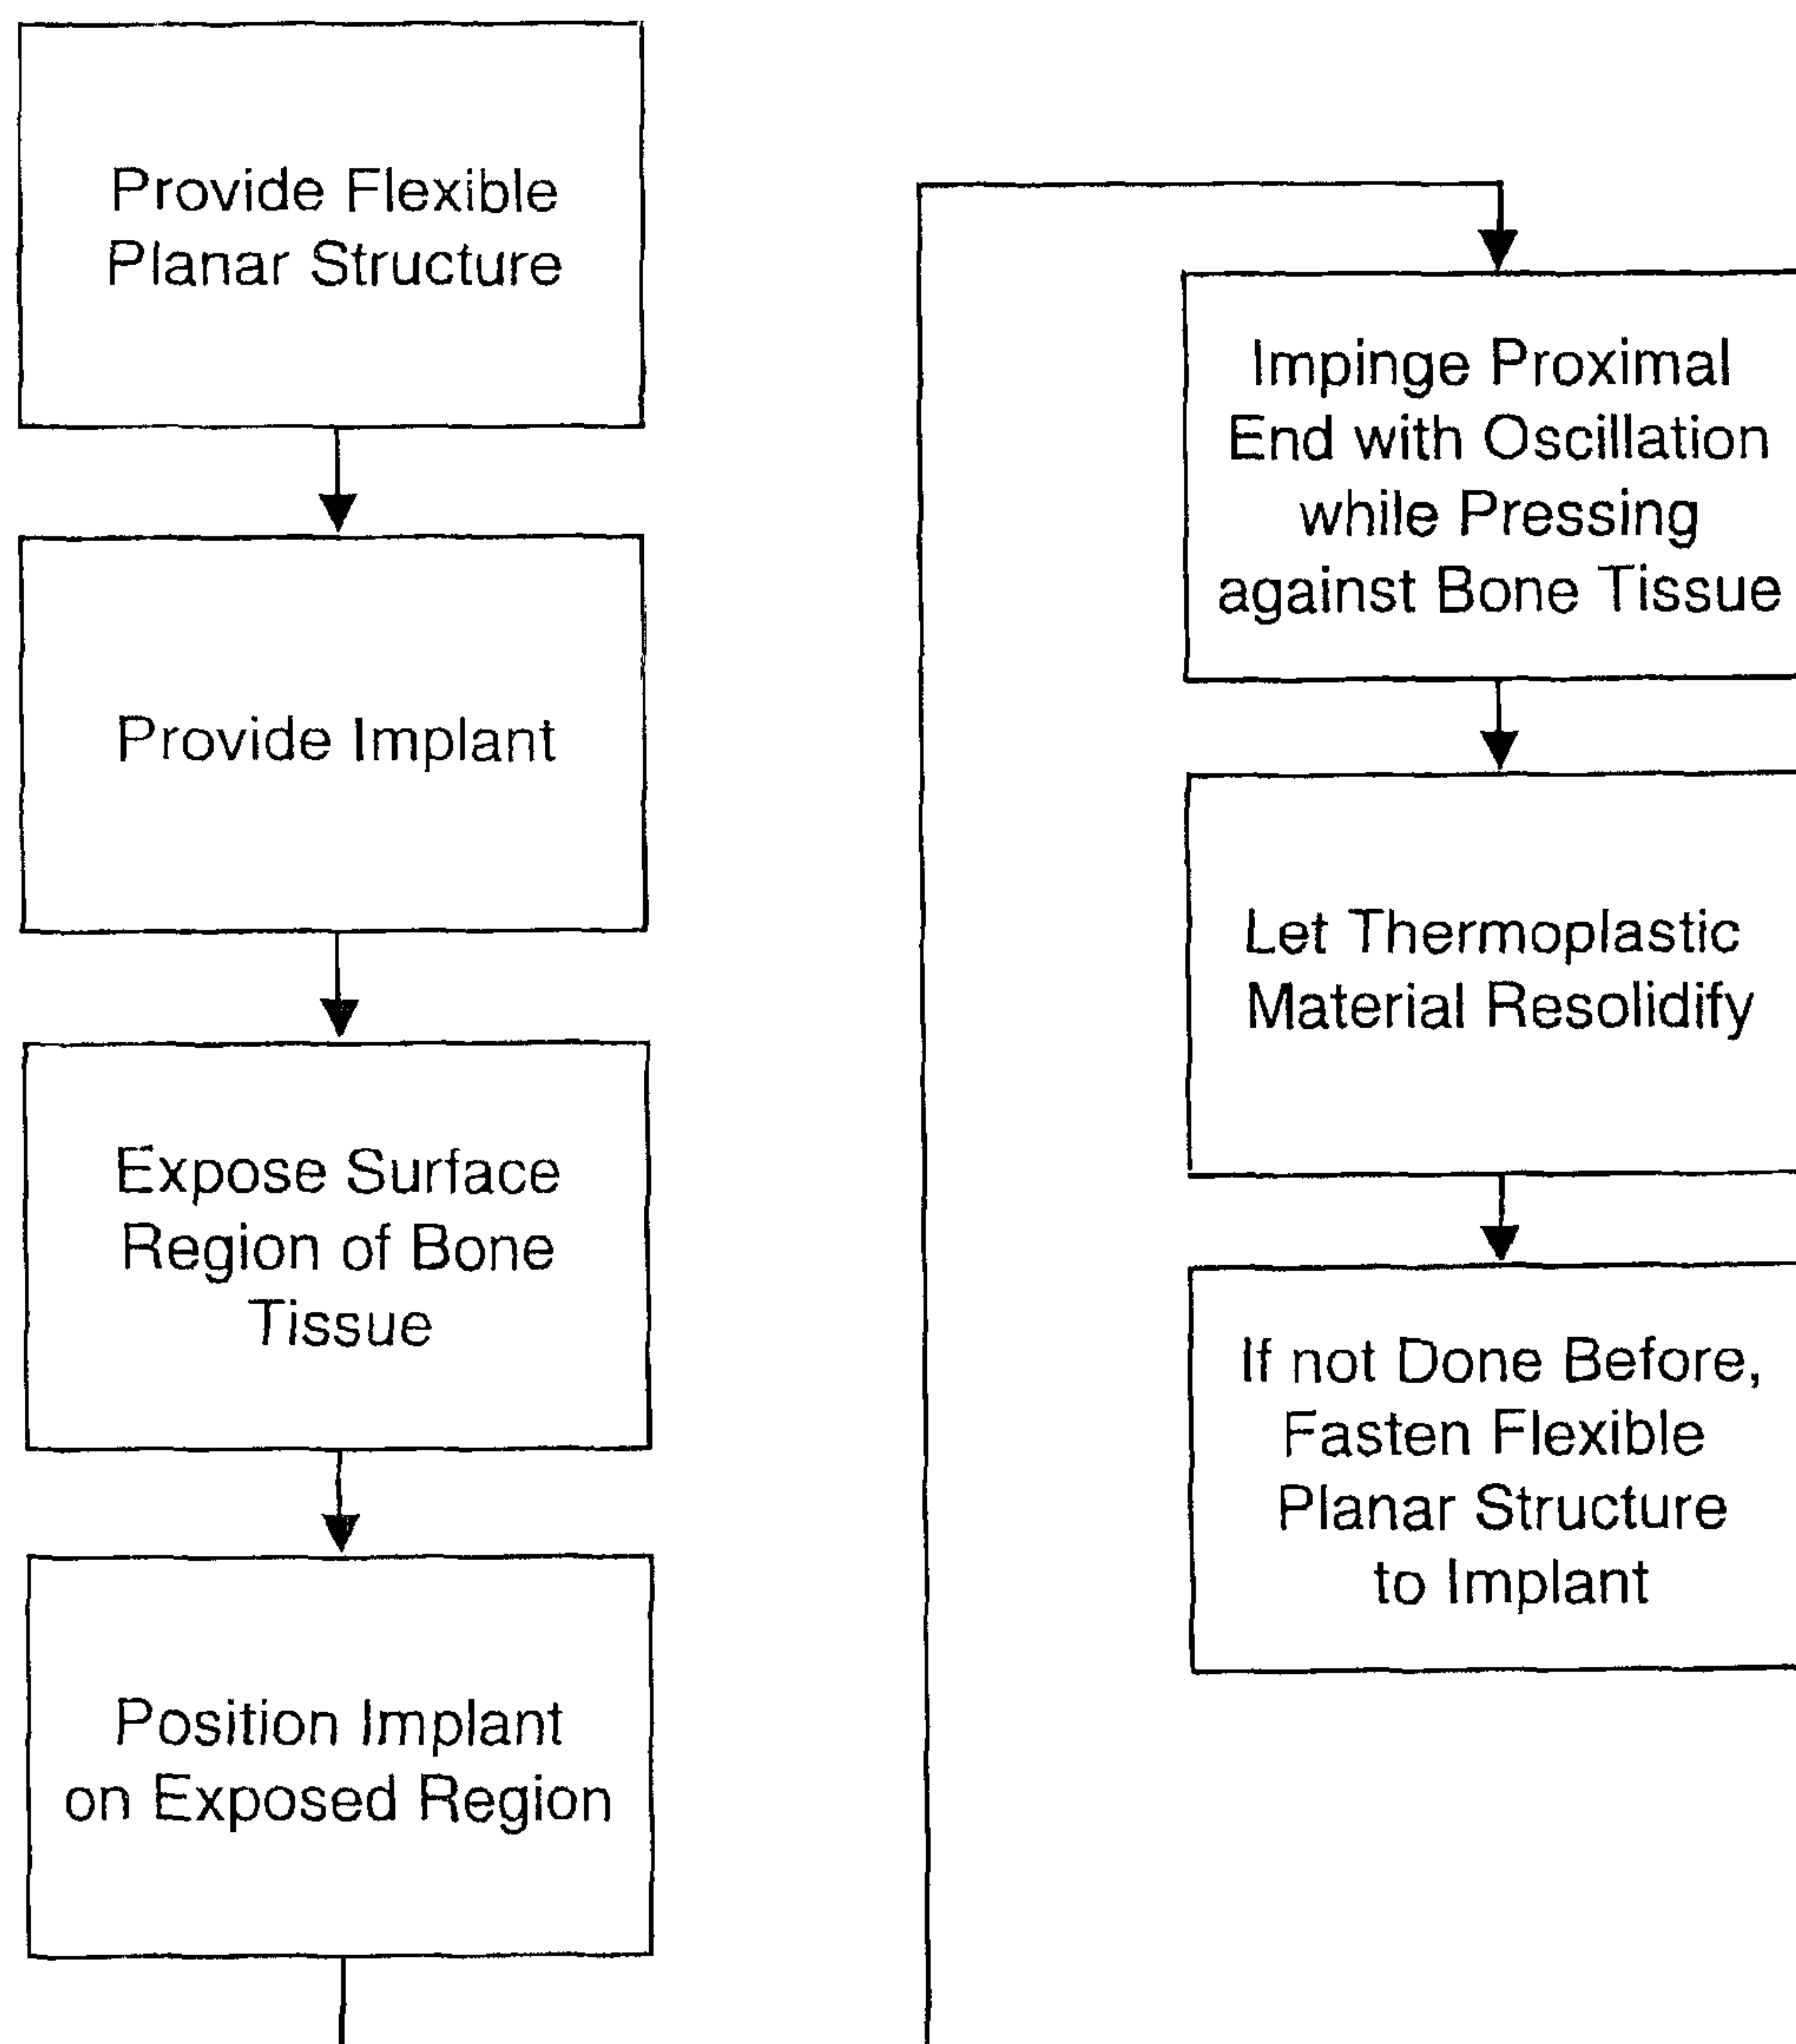 Provide Flexible
Planar Structure
Provide Implant
Expose Surface
Region of Bone
Tissue
Position Implant
on Exposed Region
Impinge Proximal
End with Oscillation
while Pressing
against Bone Tissue
Let Thermoplastic
Material Resolidify
If not Done Before,
Fasten Flexible
Planar Structure
to Implant